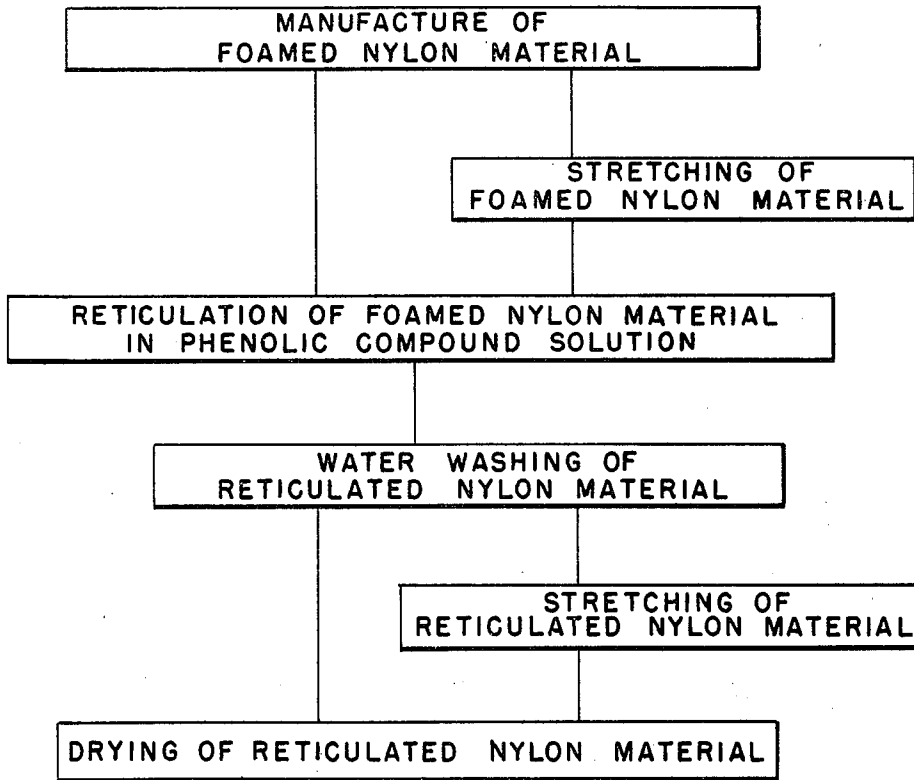 MANUFACTURE OF
FOAMED NYLON MATERIAL
STRETCHING OF
FOAMED NYLON MATERIAL
RETICULATION OF FOAMED NYLON MATERIAL
IN PHENOLIC COMPOUND SOLUTION
WATER WASHING OF
RETICULATED NYLON MATERIAL
STRETCHING OF
RETICULATED NYLON MATERIAL
DRYING OF RETICULATED NYLON MATERIAL